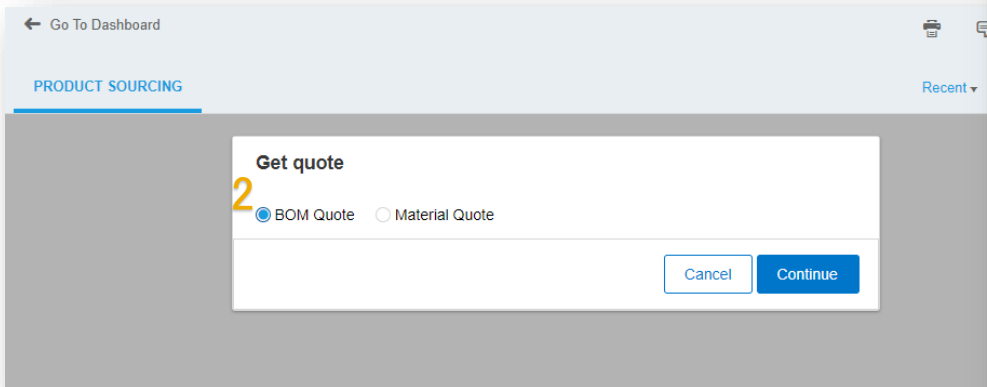 Go To Dashboard
PRODUCT SOURCING
Recent
Get quote
2
BOM Quote Material Quote
Cancel Continue